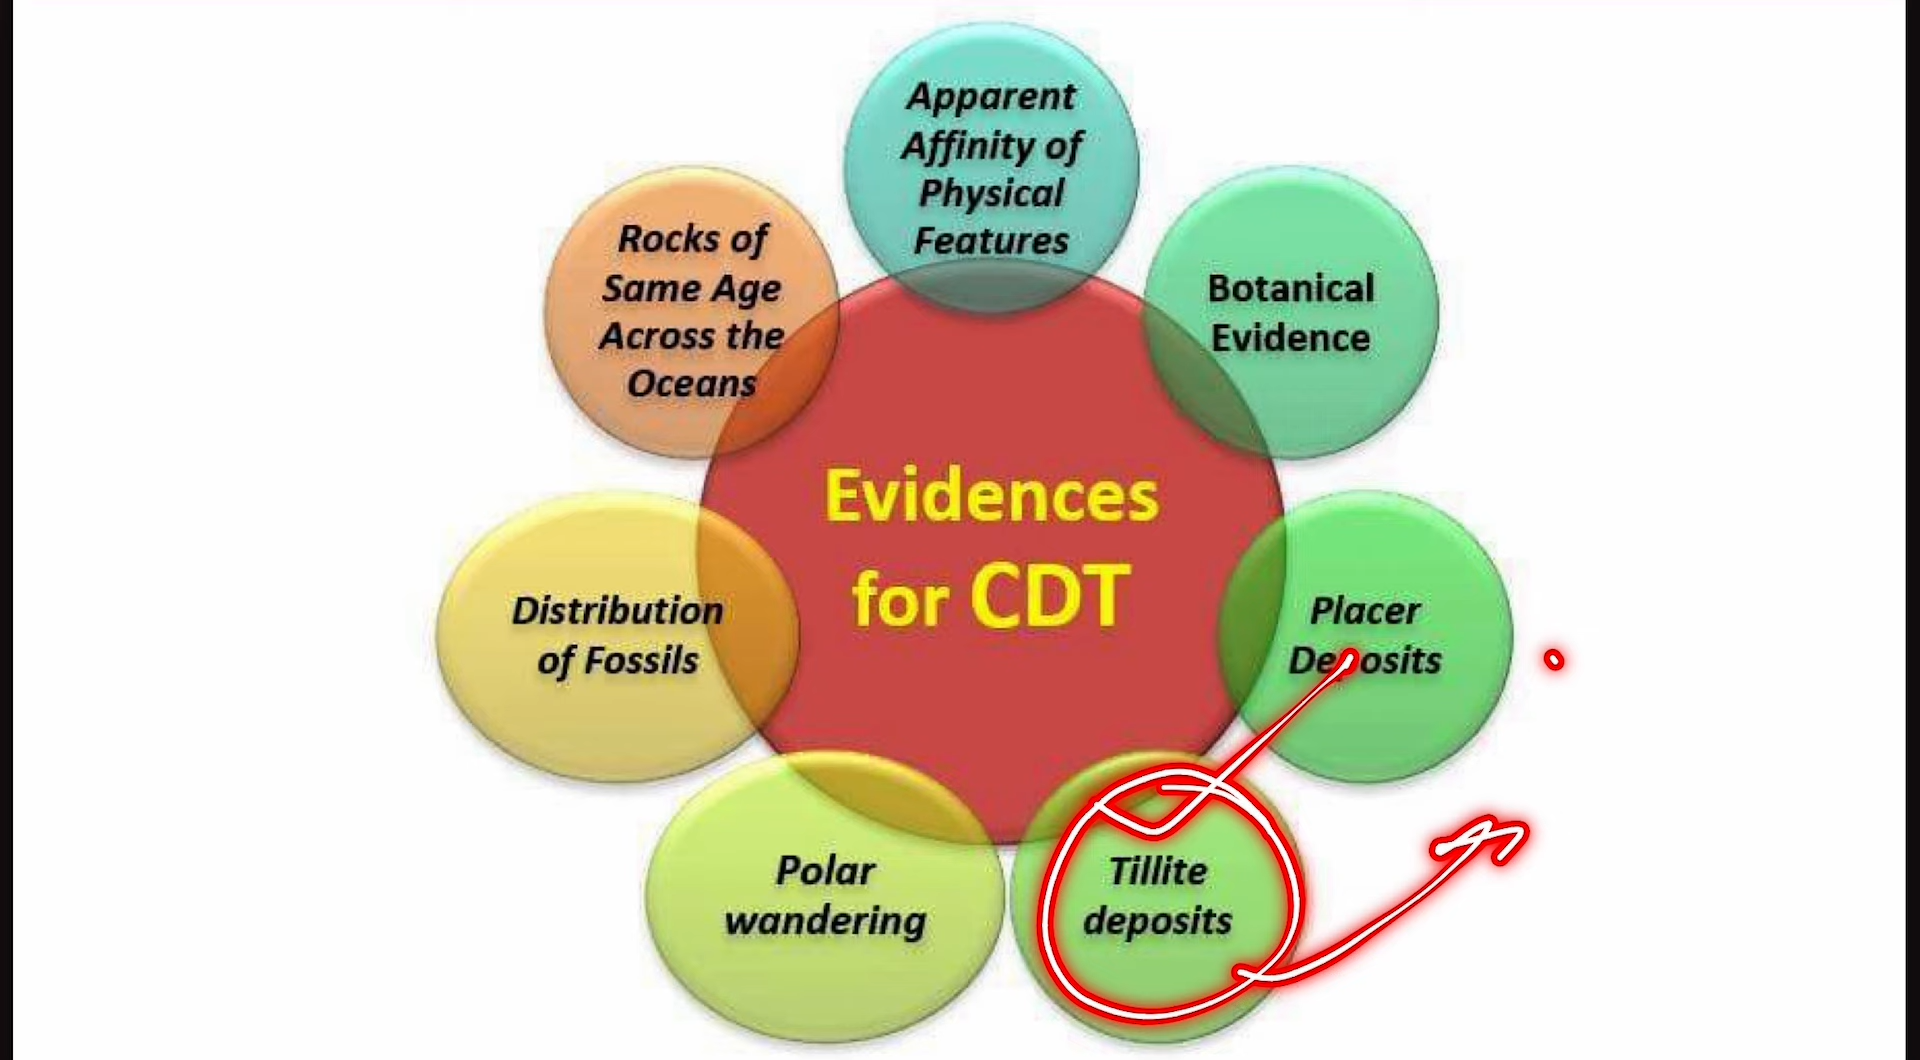 Apparent
Affinity of
Physical
Features
Botanical
Evidence
Placer
Deposits
Tillite
deposits
Polar
wandering
Distribution
of Fossils
Rocks of
Same Age
Across the
Oceans
Evidences
for CDT